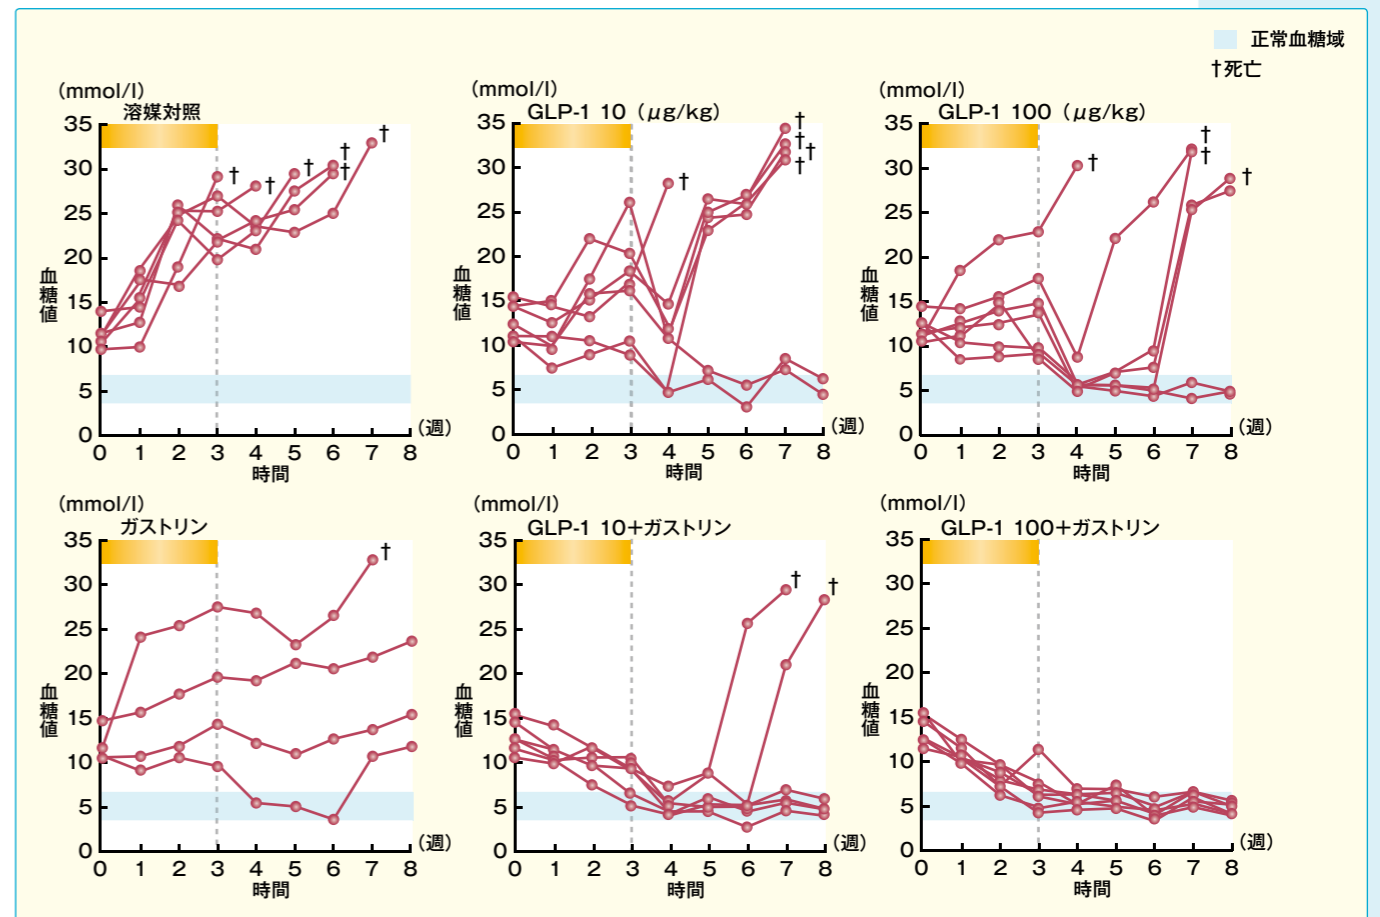 正常血糖域
†死亡
(mmol/l)
溶媒対照
35
30
25
20
15
10
5
0
血糖値
† † † † † †
0 1 2 3 4 5 6 7 8 (週)
時間
(mmol/l)
GLP-1 10 (μg/kg)
35
30
25
20
15
10
5
0
血糖値
† † † † †
0 1 2 3 4 5 6 7 8 (週)
時間
(mmol/l)
GLP-1 100 (μg/kg)
35
30
25
20
15
10
5
0
血糖値
† † † †
0 1 2 3 4 5 6 7 8 (週)
時間
(mmol/l)
ガストリン
35
30
25
20
15
10
5
0
血糖値
†
0 1 2 3 4 5 6 7 8 (週)
時間
(mmol/l)
GLP-1 10+ガストリン
35
30
25
20
15
10
5
0
血糖値
† †
0 1 2 3 4 5 6 7 8 (週)
時間
(mmol/l)
GLP-1 100+ガストリン
35
30
25
20
15
10
5
0
血糖値
0 1 2 3 4 5 6 7 8 (週)
時間